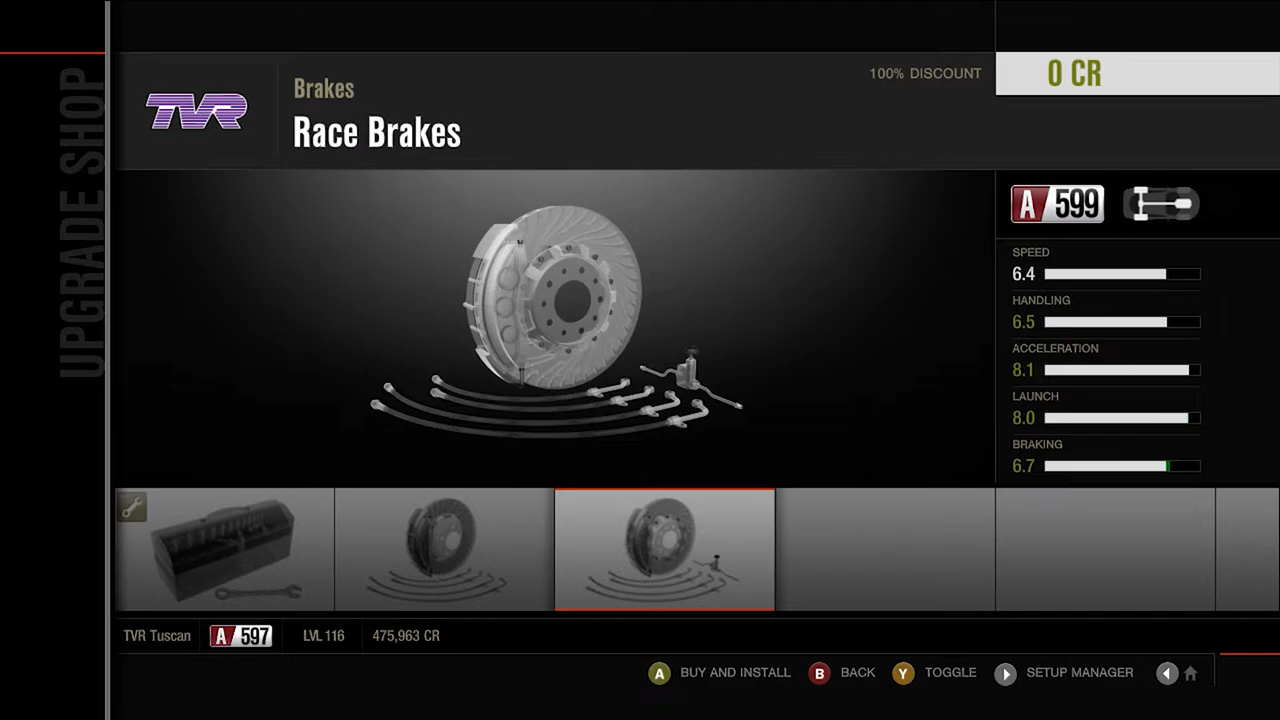 UPGRADE SHOP
TVR
Brakes
Race Brakes
100% DISCOUNT
0 CR
A 599
SPEED
6.4
HANDLING
6.5
ACCELERATION
8.1
LAUNCH
8.0
BRAKING
6.7
TVR Tuscan A 597 LVL 116 475,963 CR
A BUY AND INSTALL B BACK Y TOGGLE SETUP MANAGER